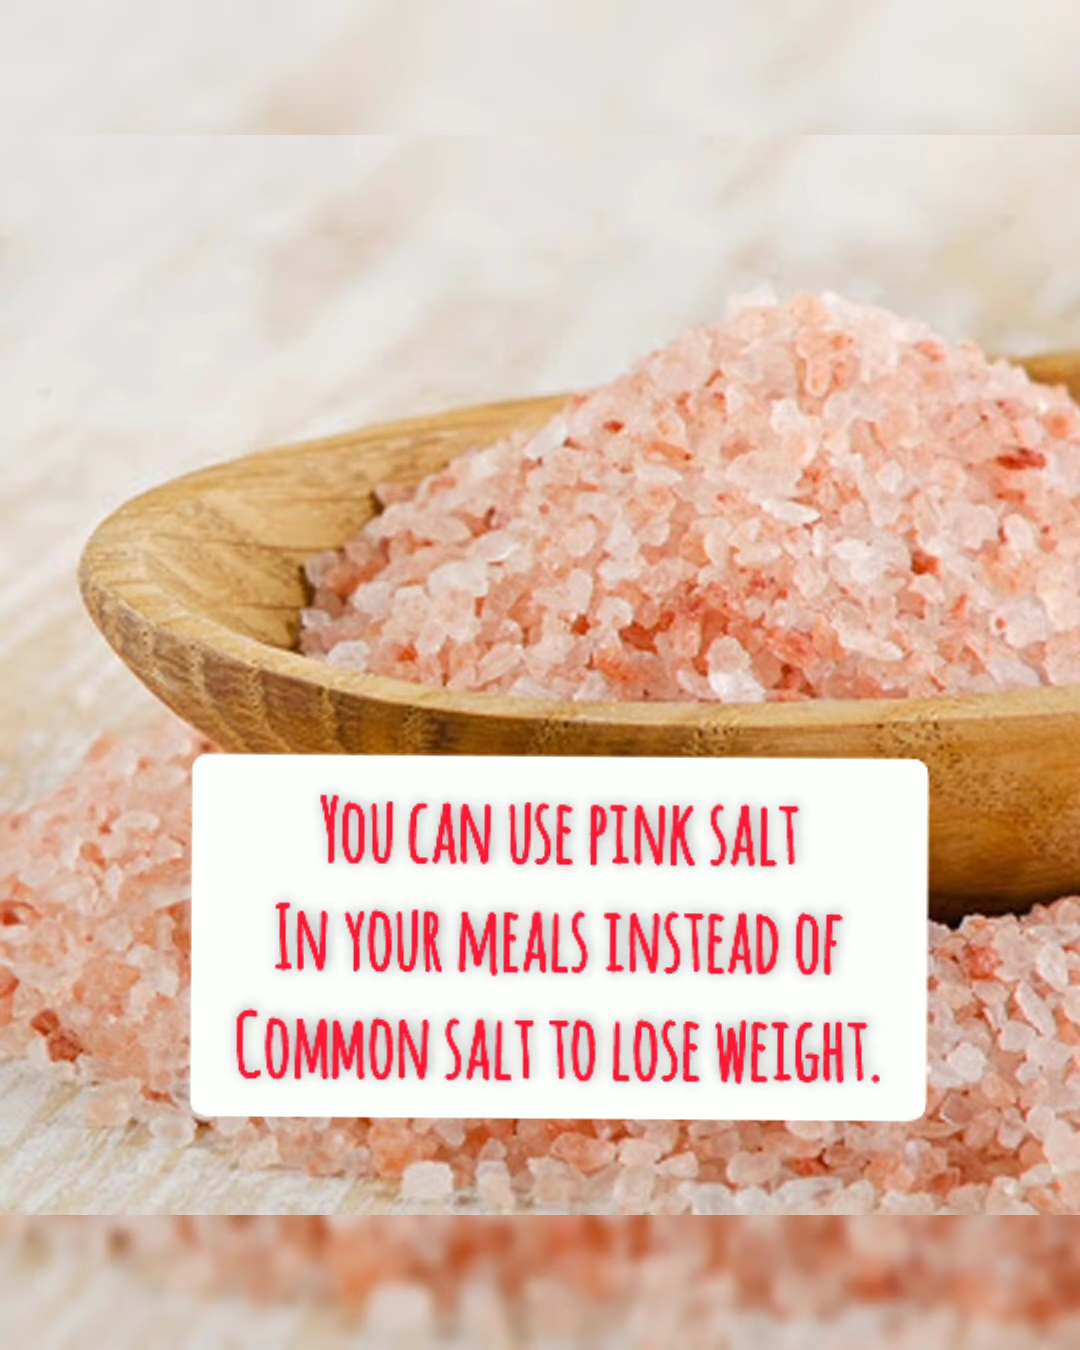 You can use pink salt
In your meals instead of
Common salt to lose weight.